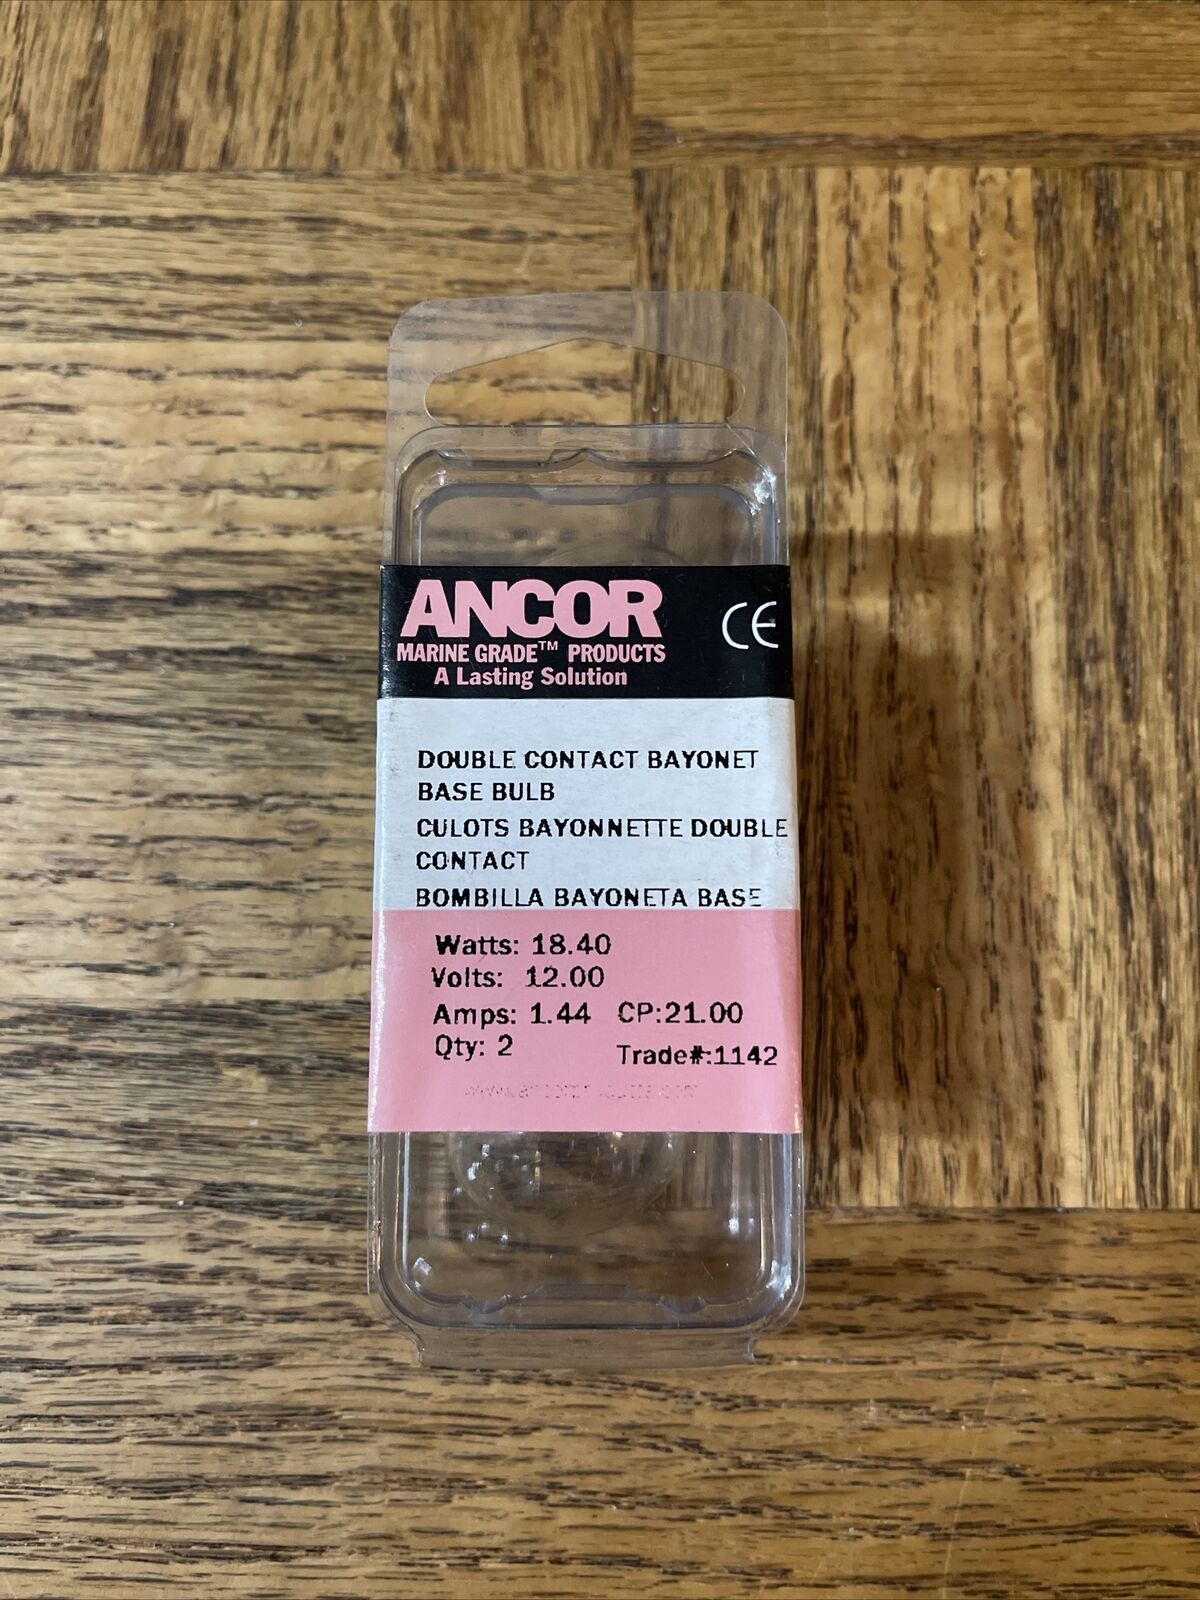 ANCOR
CE
MARINE GRADE™ PRODUCTS
A Lasting Solution
DOUBLE CONTACT BAYONET
BASE BULB
CULOTS BAYONNETTE DOUBLE
CONTACT
BOMBILLA BAYONETA BASE
Watts: 18.40
Volts: 12.00
Amps: 1.44 CP:21.00
Qty: 2
Trade#:1142